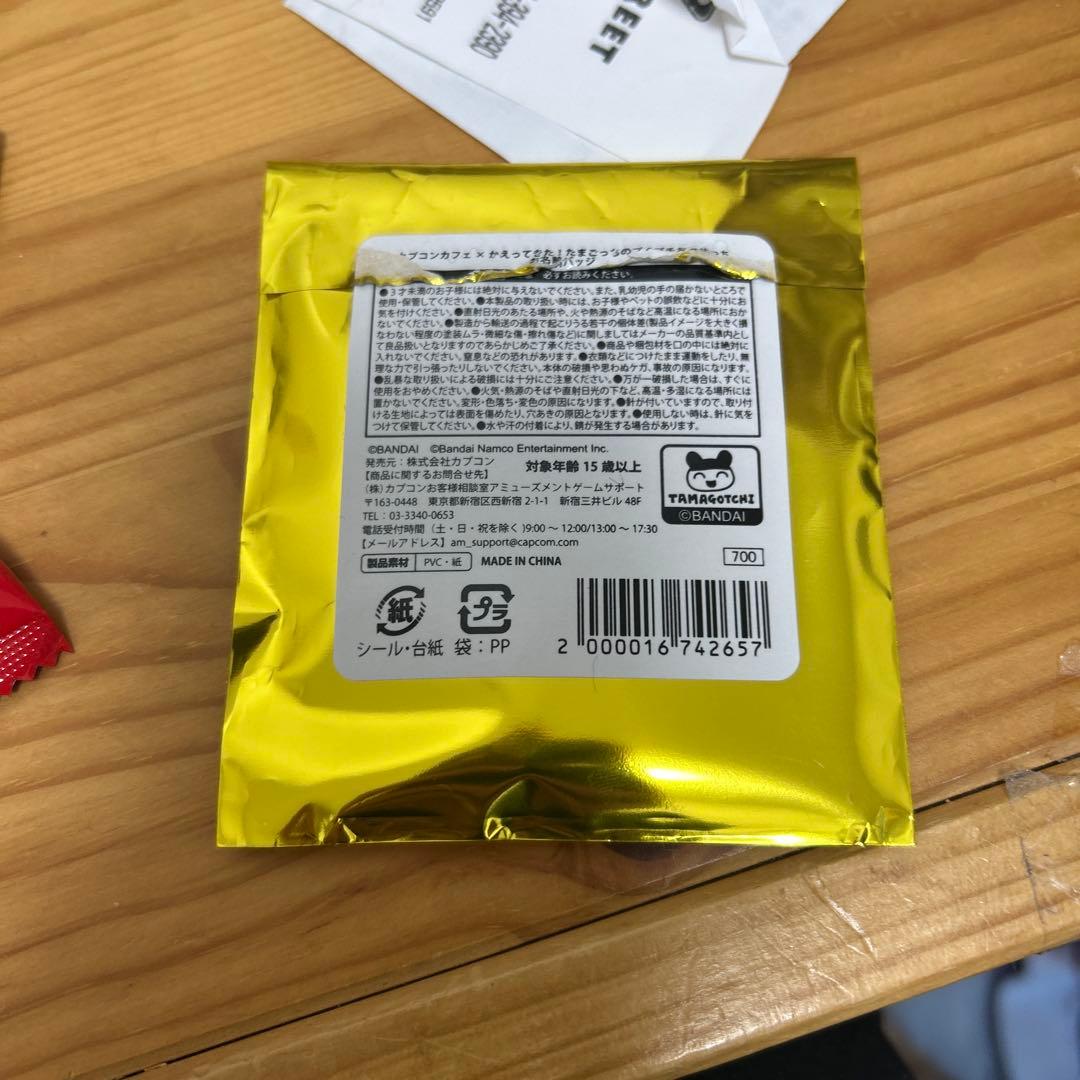 REET
-394-2390
カプコンカフェ × かえってきた！たまごっちの
お名前バッジ
必ずお読みください。
●3才未満のお子様には絶対に与えないでください。また、乳幼児の手の届かないところで
使用・保管してください。●本製品の取り扱い時には、お子様やペットの誤飲などに十分にお
気を付けください。●直射日光のあたる場所や、火や熱源のそばなど高温になる場所におか
ないでください。●製造から輸送の過程で起こりうる若干の個体差(製品イメージを大きく損
なわない程度の塗装ムラ・微細な傷・擦れ傷など)に関しましてはメーカーの品質基準内とし
て良品扱いとなりますのであらかじめご了承ください。●商品や梱包材を口の中には絶対に
入れないでください。窒息などの恐れがあります。●衣類などにつけたまま運動をしたり、無
理な力で引っ張ったりしないでください。本体の破損や思わぬケガ、事故の原因になります。
●乱暴な取り扱いによる破損には十分にご注意ください。●万が一破損した場合は、すぐに
使用をおやめください。●火気・熱源のそばや直射日光の下など、高温・多湿になる場所には
置かないでください。変形・色落ち・変色の原因になります。●針が付いていますので、取り付
ける生地によっては表面を傷めたり、穴あきの原因となります。●使用しない時は、針に気を
つけて保管してください。●水や汗の付着により、錆が発生する場合があります。
©BANDAI ©Bandai Namco Entertainment Inc.
発売元：株式会社カプコン 対象年齢 15 歳以上
【商品に関するお問合せ先】
(株) カプコンお客様相談室アミューズメントゲームサポート
〒163-0448 東京都新宿区西新宿 2-1-1 新宿三井ビル 48F
TEL : 03-3340-0653
電話受付時間（土・日・祝を除く)9:00 ～ 12:00/13:00 ～ 17:30
【メールアドレス】am_support@capcom.com
TAMAGOTCHI
©BANDAI
製品素材 PVC・紙 MADE IN CHINA 700
紙 プラ
シール・台紙 袋：PP
2 000016 742657